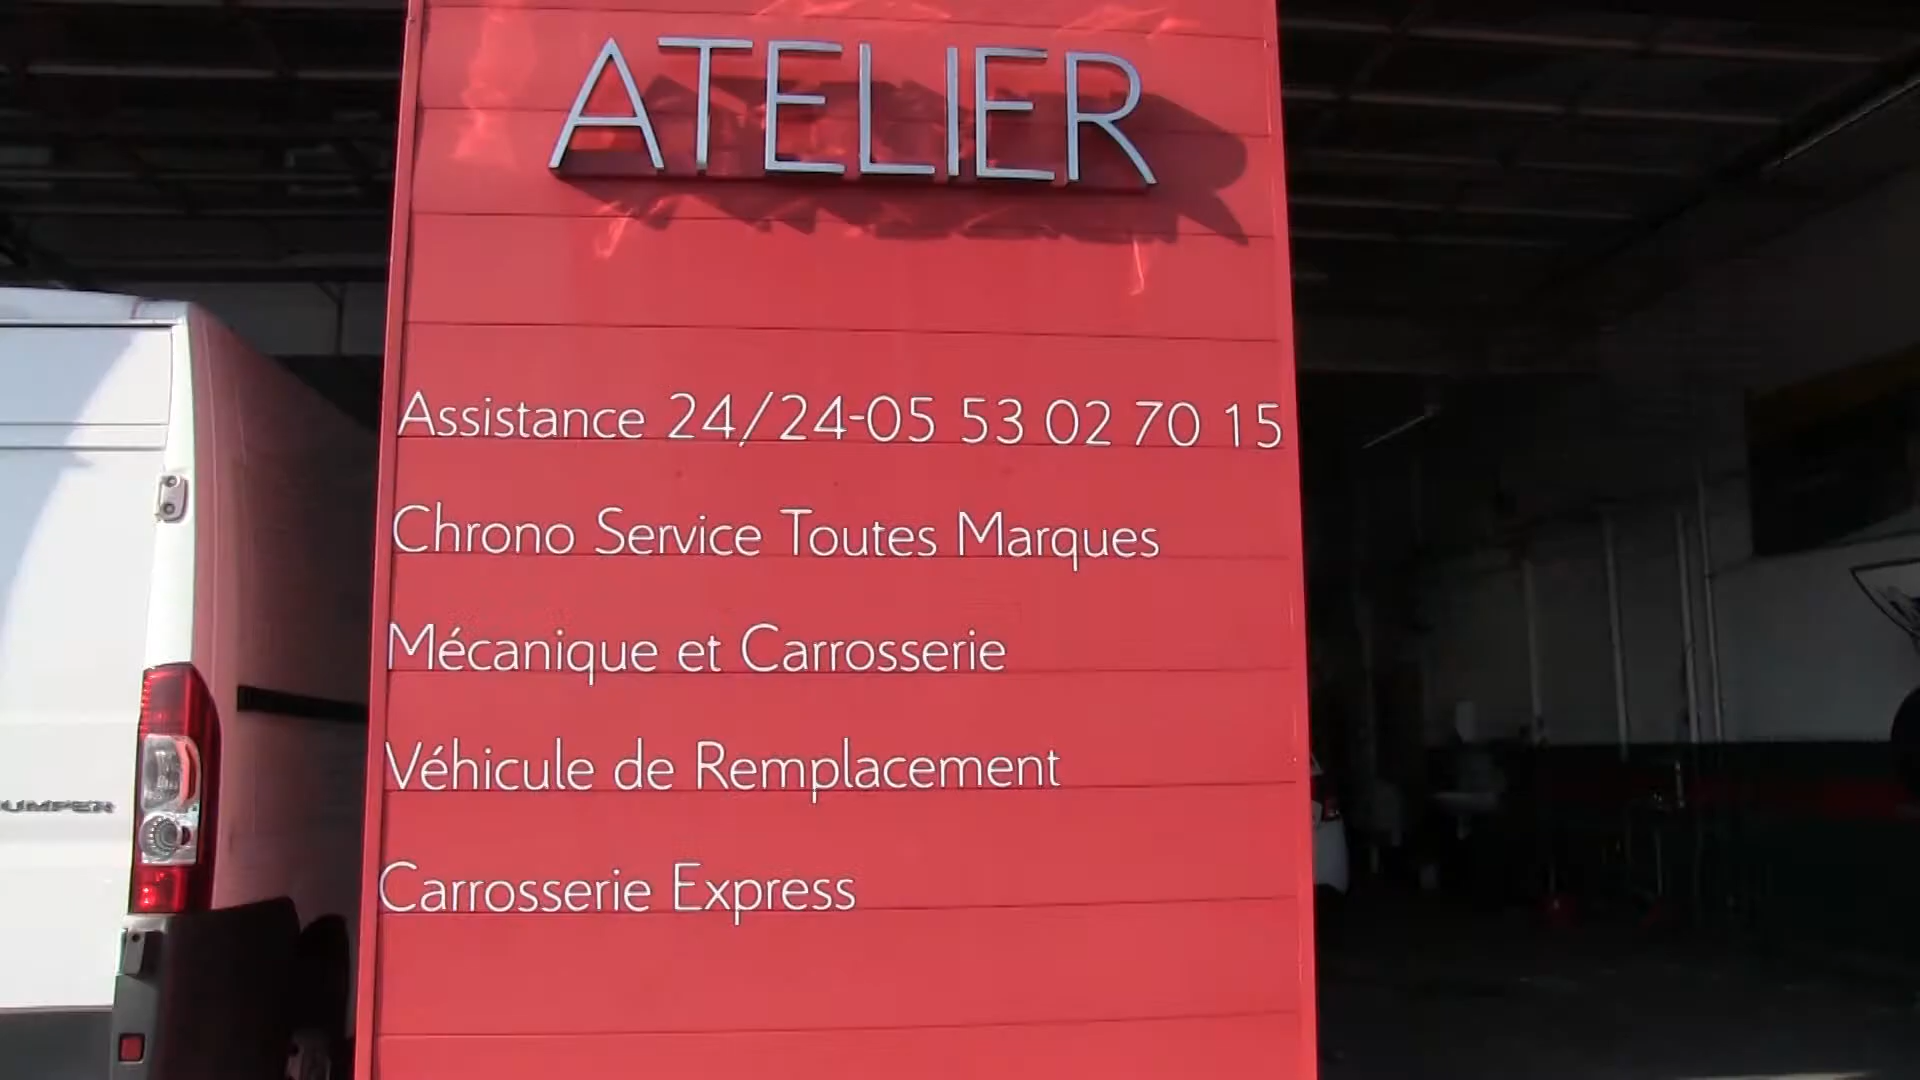 ATELIER
Assistance 24/24-05 53 02 70 15
Chrono Service Toutes Marques
Mécanique et Carrosserie
Véhicule de Remplacement
Carrosserie Express
UMPER